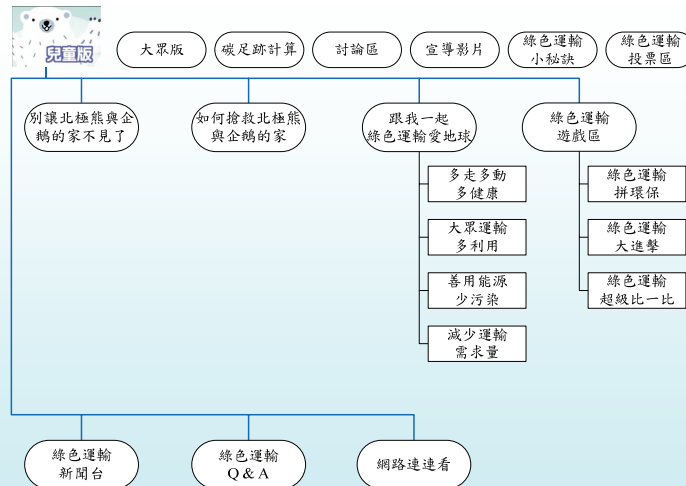 兒童版
大眾版
碳足跡計算
討論區
宣導影片
綠色運輸
小秘訣
綠色運輸
投票區
別讓北極熊與企
鵝的家不見了
如何搶救北極熊
與企鵝的家
跟我一起
綠色運輸愛地球
綠色運輸
遊戲區
多走多動
多健康
大眾運輸
多利用
善用能源
少污染
減少運輸
需求量
綠色運輸
拼環保
綠色運輸
大進擊
綠色運輸
超級比一比
綠色運輸
新聞台
綠色運輸
Q & A
網路連連看